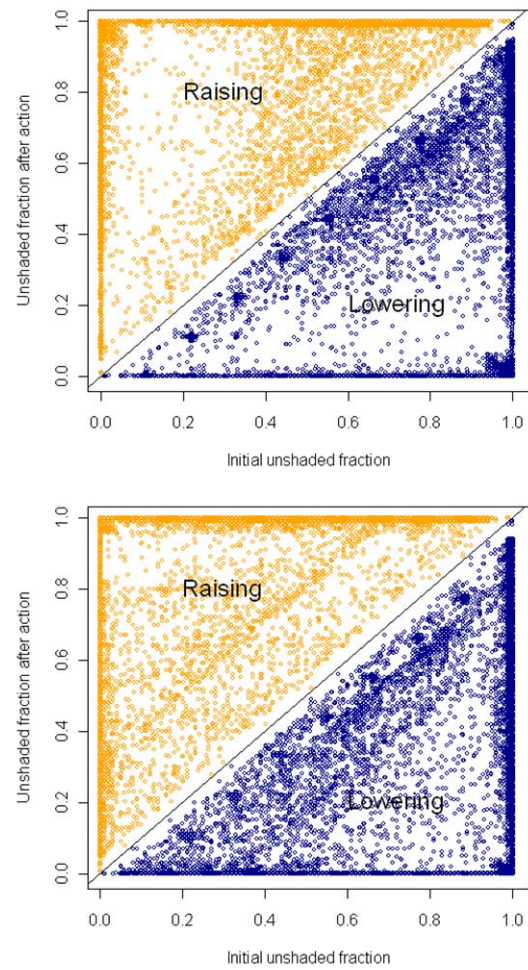 Unshaded fraction after action
1.0
0.8
0.6
0.4
0.2
0.0
Raising
Lowering
0.0 0.2 0.4 0.6 0.8 1.0
Initial unshaded fraction
Unshaded fraction after action
1.0
0.8
0.6
0.4
0.2
0.0
Raising
Lowering
0.0 0.2 0.4 0.6 0.8 1.0
Initial unshaded fraction